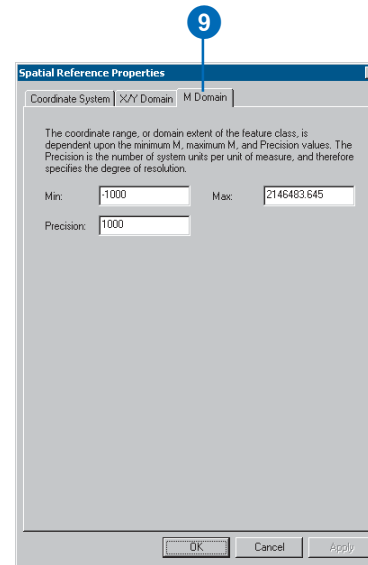 9
Spatial Reference Properties
Coordinate System X/Y Domain M Domain
The coordinate range, or domain extent of the feature class, is
dependent upon the minimum M, maximum M, and Precision values. The
Precision is the number of system units per unit of measure, and therefore
specifies the degree of resolution.
Min: -1000 Max: 2146483.645
Precision: 1000
OK Cancel Apply